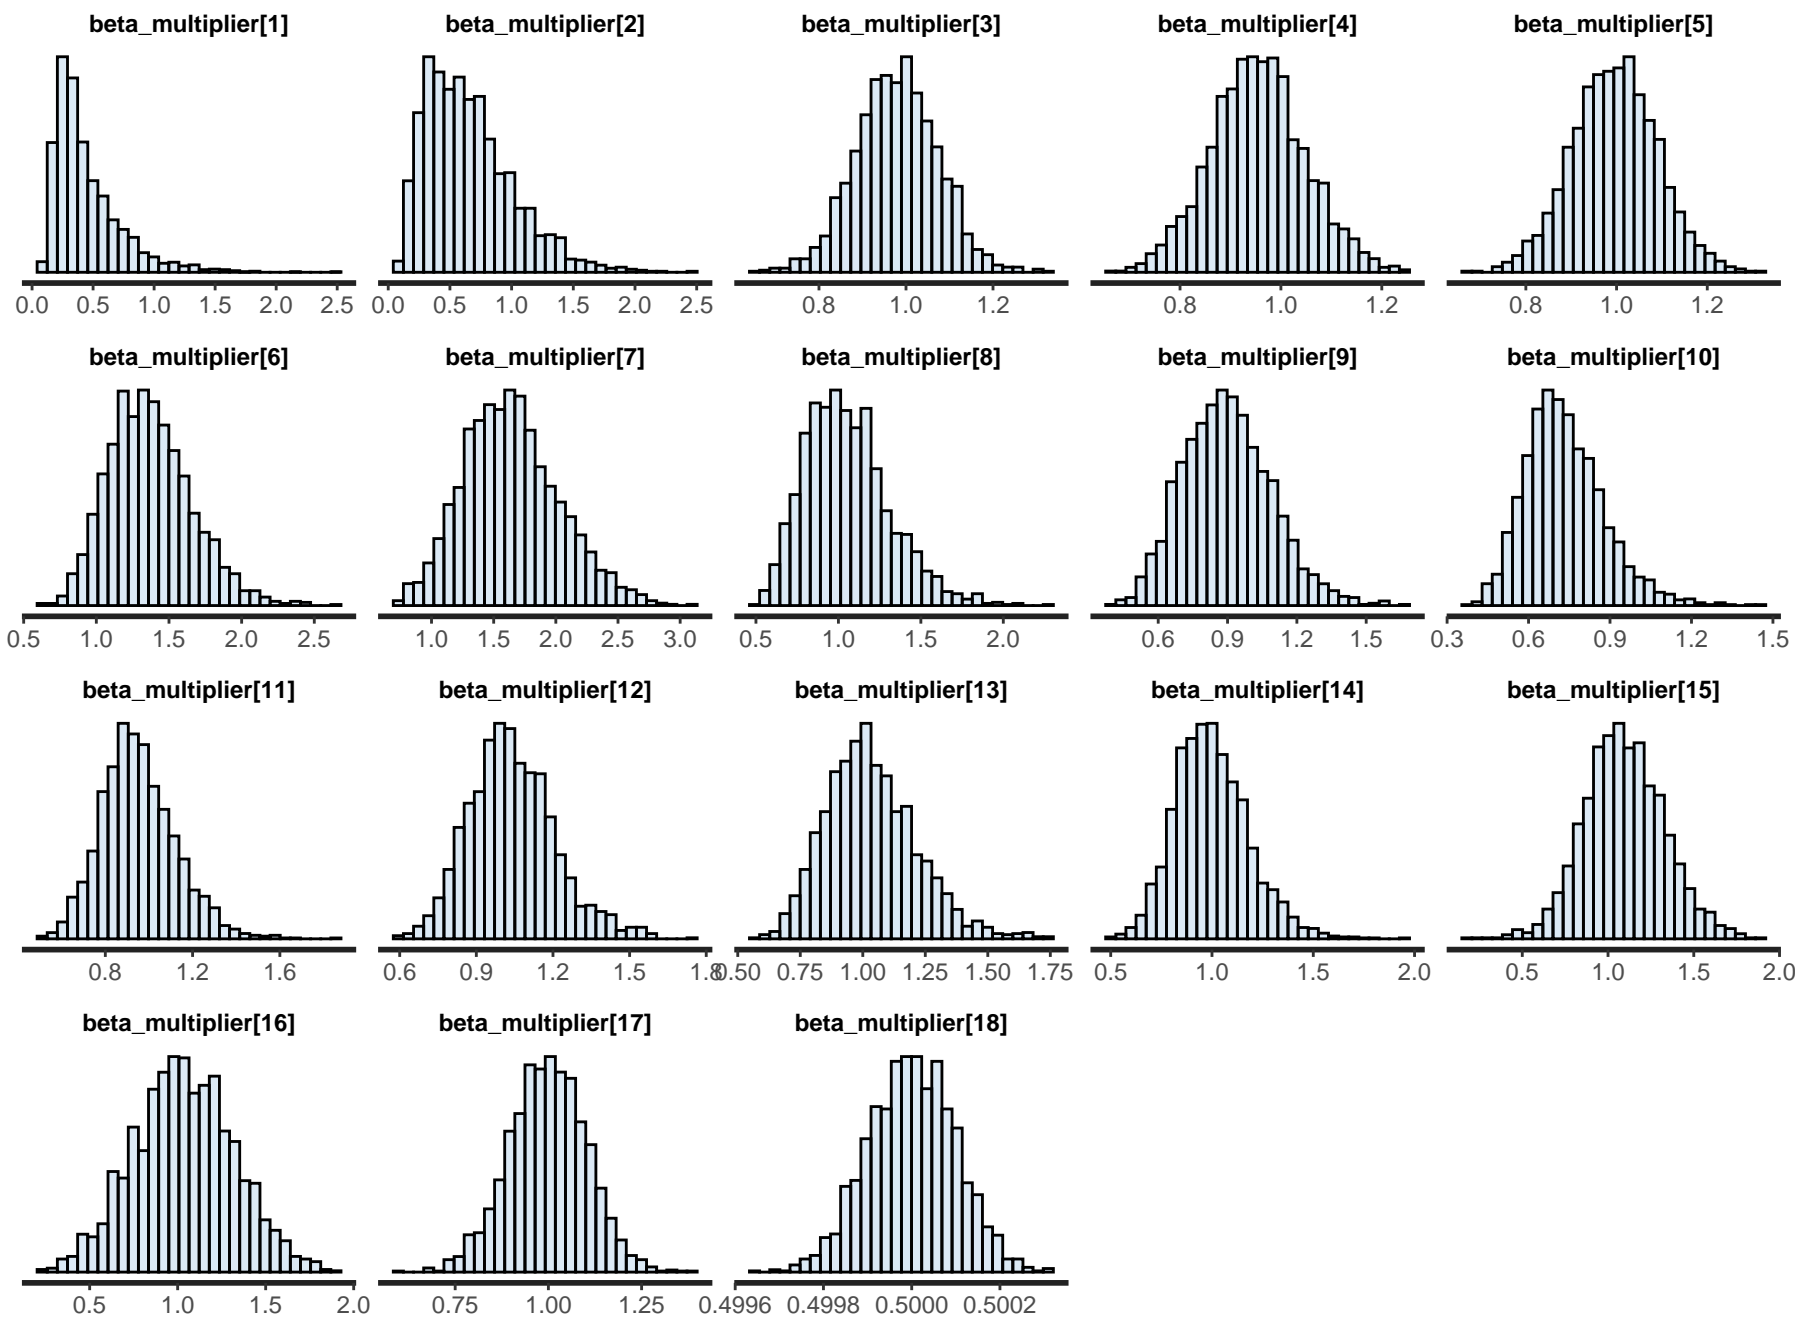 beta_multiplier[1] beta_multiplier[2] beta_multiplier[3] beta_multiplier[4] beta_multiplier[5]
0.0 0.5 1.0 1.5 2.0 2.5 0.0 0.5 1.0 1.5 2.0 2.5 0.8 1.0 1.2 0.8 1.0 1.2 0.8 1.0 1.2
beta_multiplier[6] beta_multiplier[7] beta_multiplier[8] beta_multiplier[9] beta_multiplier[10]
0.5 1.0 1.5 2.0 2.5 1.0 1.5 2.0 2.5 3.0 0.5 1.0 1.5 2.0 0.6 0.9 1.2 1.5 0.3 0.6 0.9 1.2 1.5
beta_multiplier[11] beta_multiplier[12] beta_multiplier[13] beta_multiplier[14] beta_multiplier[15]
0.8 1.2 1.6 0.6 0.9 1.2 1.5 1.8 0.50 0.75 1.00 1.25 1.50 1.75 0.5 1.0 1.5 2.0 0.5 1.0 1.5 2.0
beta_multiplier[16] beta_multiplier[17] beta_multiplier[18]
0.5 1.0 1.5 2.0 0.75 1.00 1.25 0.4996 0.4998 0.5000 0.5002